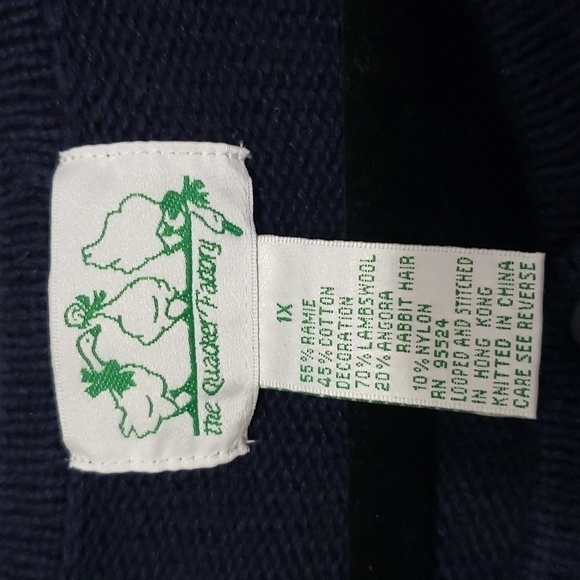 the Quacker Factory
1X
55% RAMIE
45% COTTON
DECORATION
70% LAMBSWOOL
20% ANGORA
RABBIT HAIR
10% NYLON
RN 95524
LOOPED AND STITCHED
IN HONG KONG
KNITTED IN CHINA
CARE SEE REVERSE